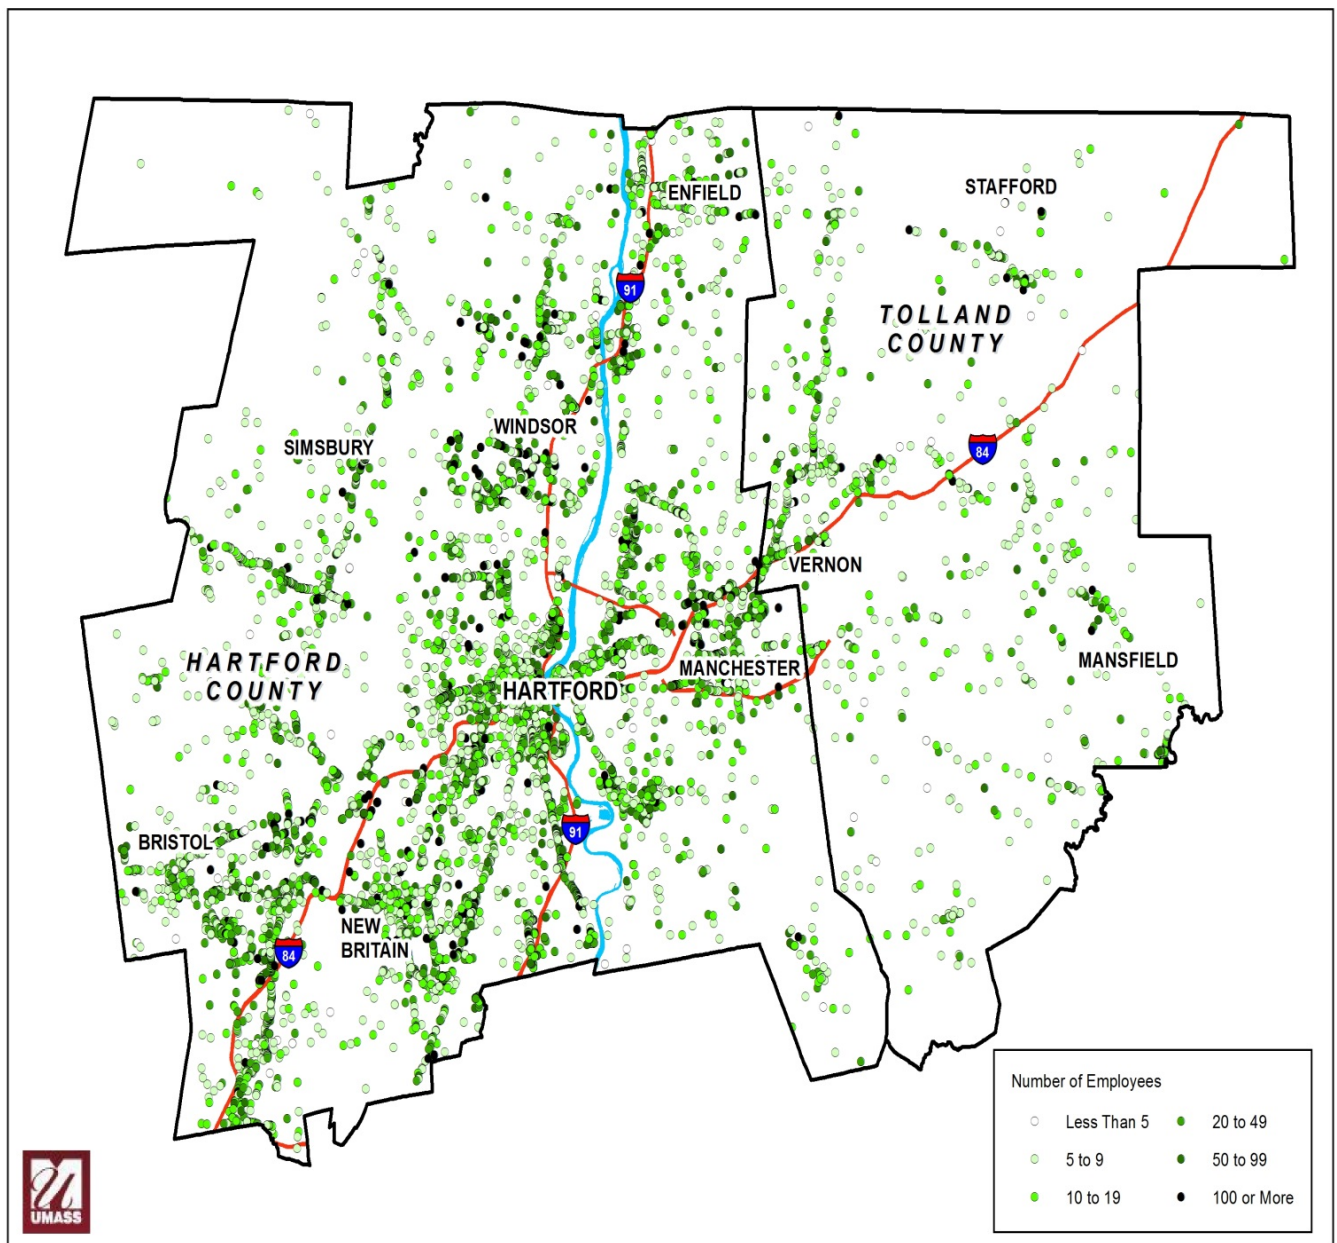 ENFIELD
STAFFORD
91
TOLLAND
COUNTY
WINDSOR
SIMSBURY
84
VERNON
HARTFORD
COUNTY
MANCHESTER
MANSFIELD
HARTFORD
91
BRISTOL
NEW
BRITAIN
84
Number of Employees
Less Than 5
20 to 49
5 to 9
50 to 99
10 to 19
100 or More
UMASS